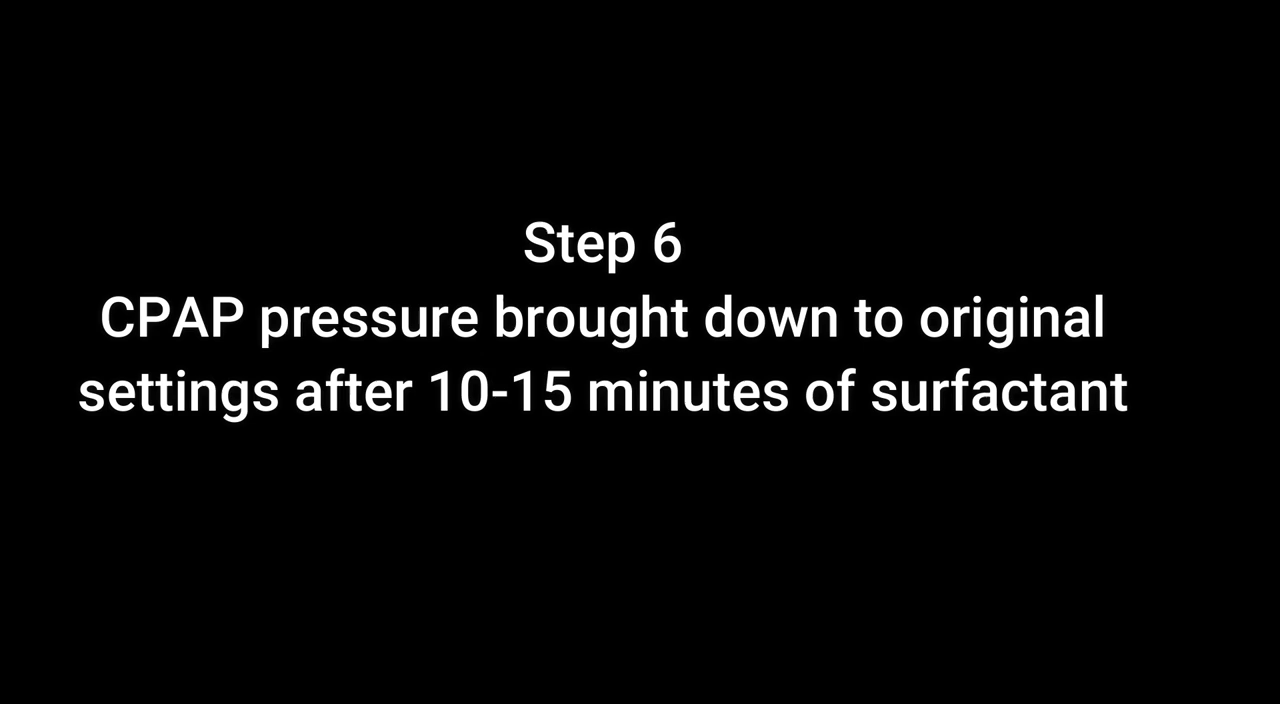 Step 6
CPAP pressure brought down to original
settings after 10-15 minutes of surfactant